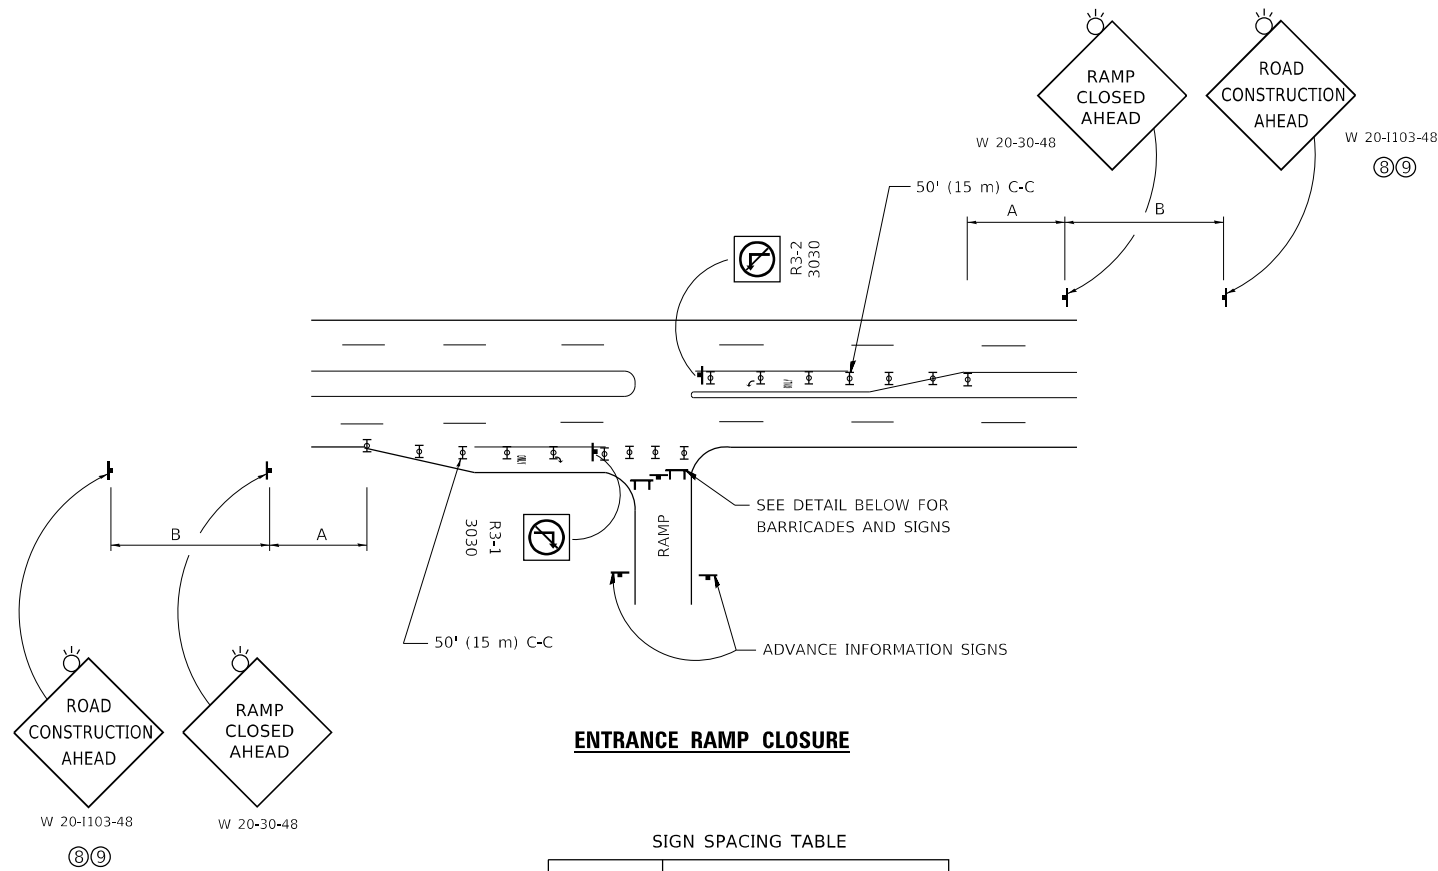 RAMP
CLOSED
AHEAD
W 20-30-48
ROAD
CONSTRUCTION
AHEAD
W 20-I103-48
⑧⑨
50' (15 m) C-C
A
B
R3-2
3030
ONLY
ONLY
SEE DETAIL BELOW FOR
BARRICADES AND SIGNS
RAMP
R3-1
3030
B
A
50' (15 m) C-C
ADVANCE INFORMATION SIGNS
ROAD
CONSTRUCTION
AHEAD
W 20-I103-48
⑧⑨
RAMP
CLOSED
AHEAD
W 20-30-48
ENTRANCE RAMP CLOSURE
SIGN SPACING TABLE